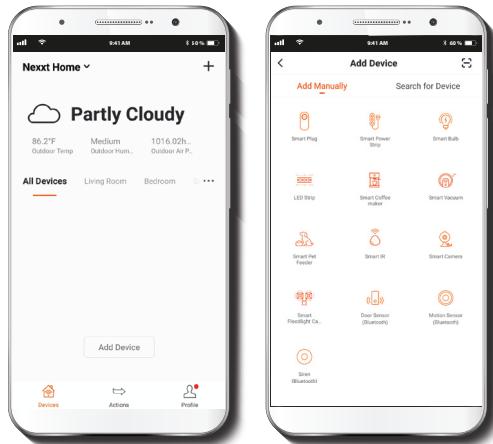 9:41 AM
50%
Nexxt Home
Partly Cloudy
86.2°F Medium 1016.02h...
Outdoor Temp Outdoor Hum... Outdoor Air P...
All Devices Living Room Bedroom
Add Device
Devices Actions Profile
9:41 AM
60%
Add Device
Add Manually Search for Device
Smart Plug
Smart Power
Strip
Smart Bulb
LED Strip
Smart Coffee
maker
Smart Vacuum
Smart Pet
Feeder
Smart IR
Smart Camera
Smart
Floodlight Ca...
Door Sensor
(Bluetooth)
Motion Sensor
(Bluetooth)
Siren
(Bluetooth)